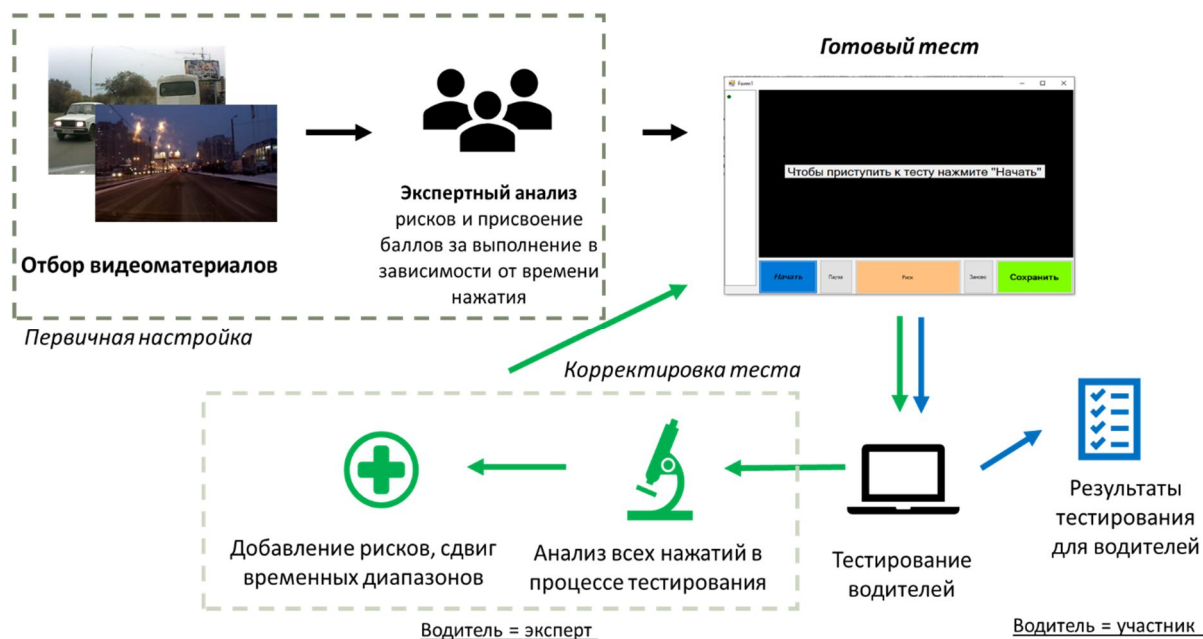 Готовый тест
Form1
Чтобы приступить к тесту нажмите "Начать"
Начать
Пауза
Риск
Заново
Сохранить
Отбор видеоматериалов
Экспертный анализ
рисков и присвоение
баллов за выполнение в
зависимости от времени
нажатия
Первичная настройка
Корректировка теста
Добавление рисков, сдвиг
временных диапазонов
Анализ всех нажатий в
процессе тестирования
Тестирование
водителей
Результаты
тестирования
для водителей
Водитель = эксперт
Водитель = участник